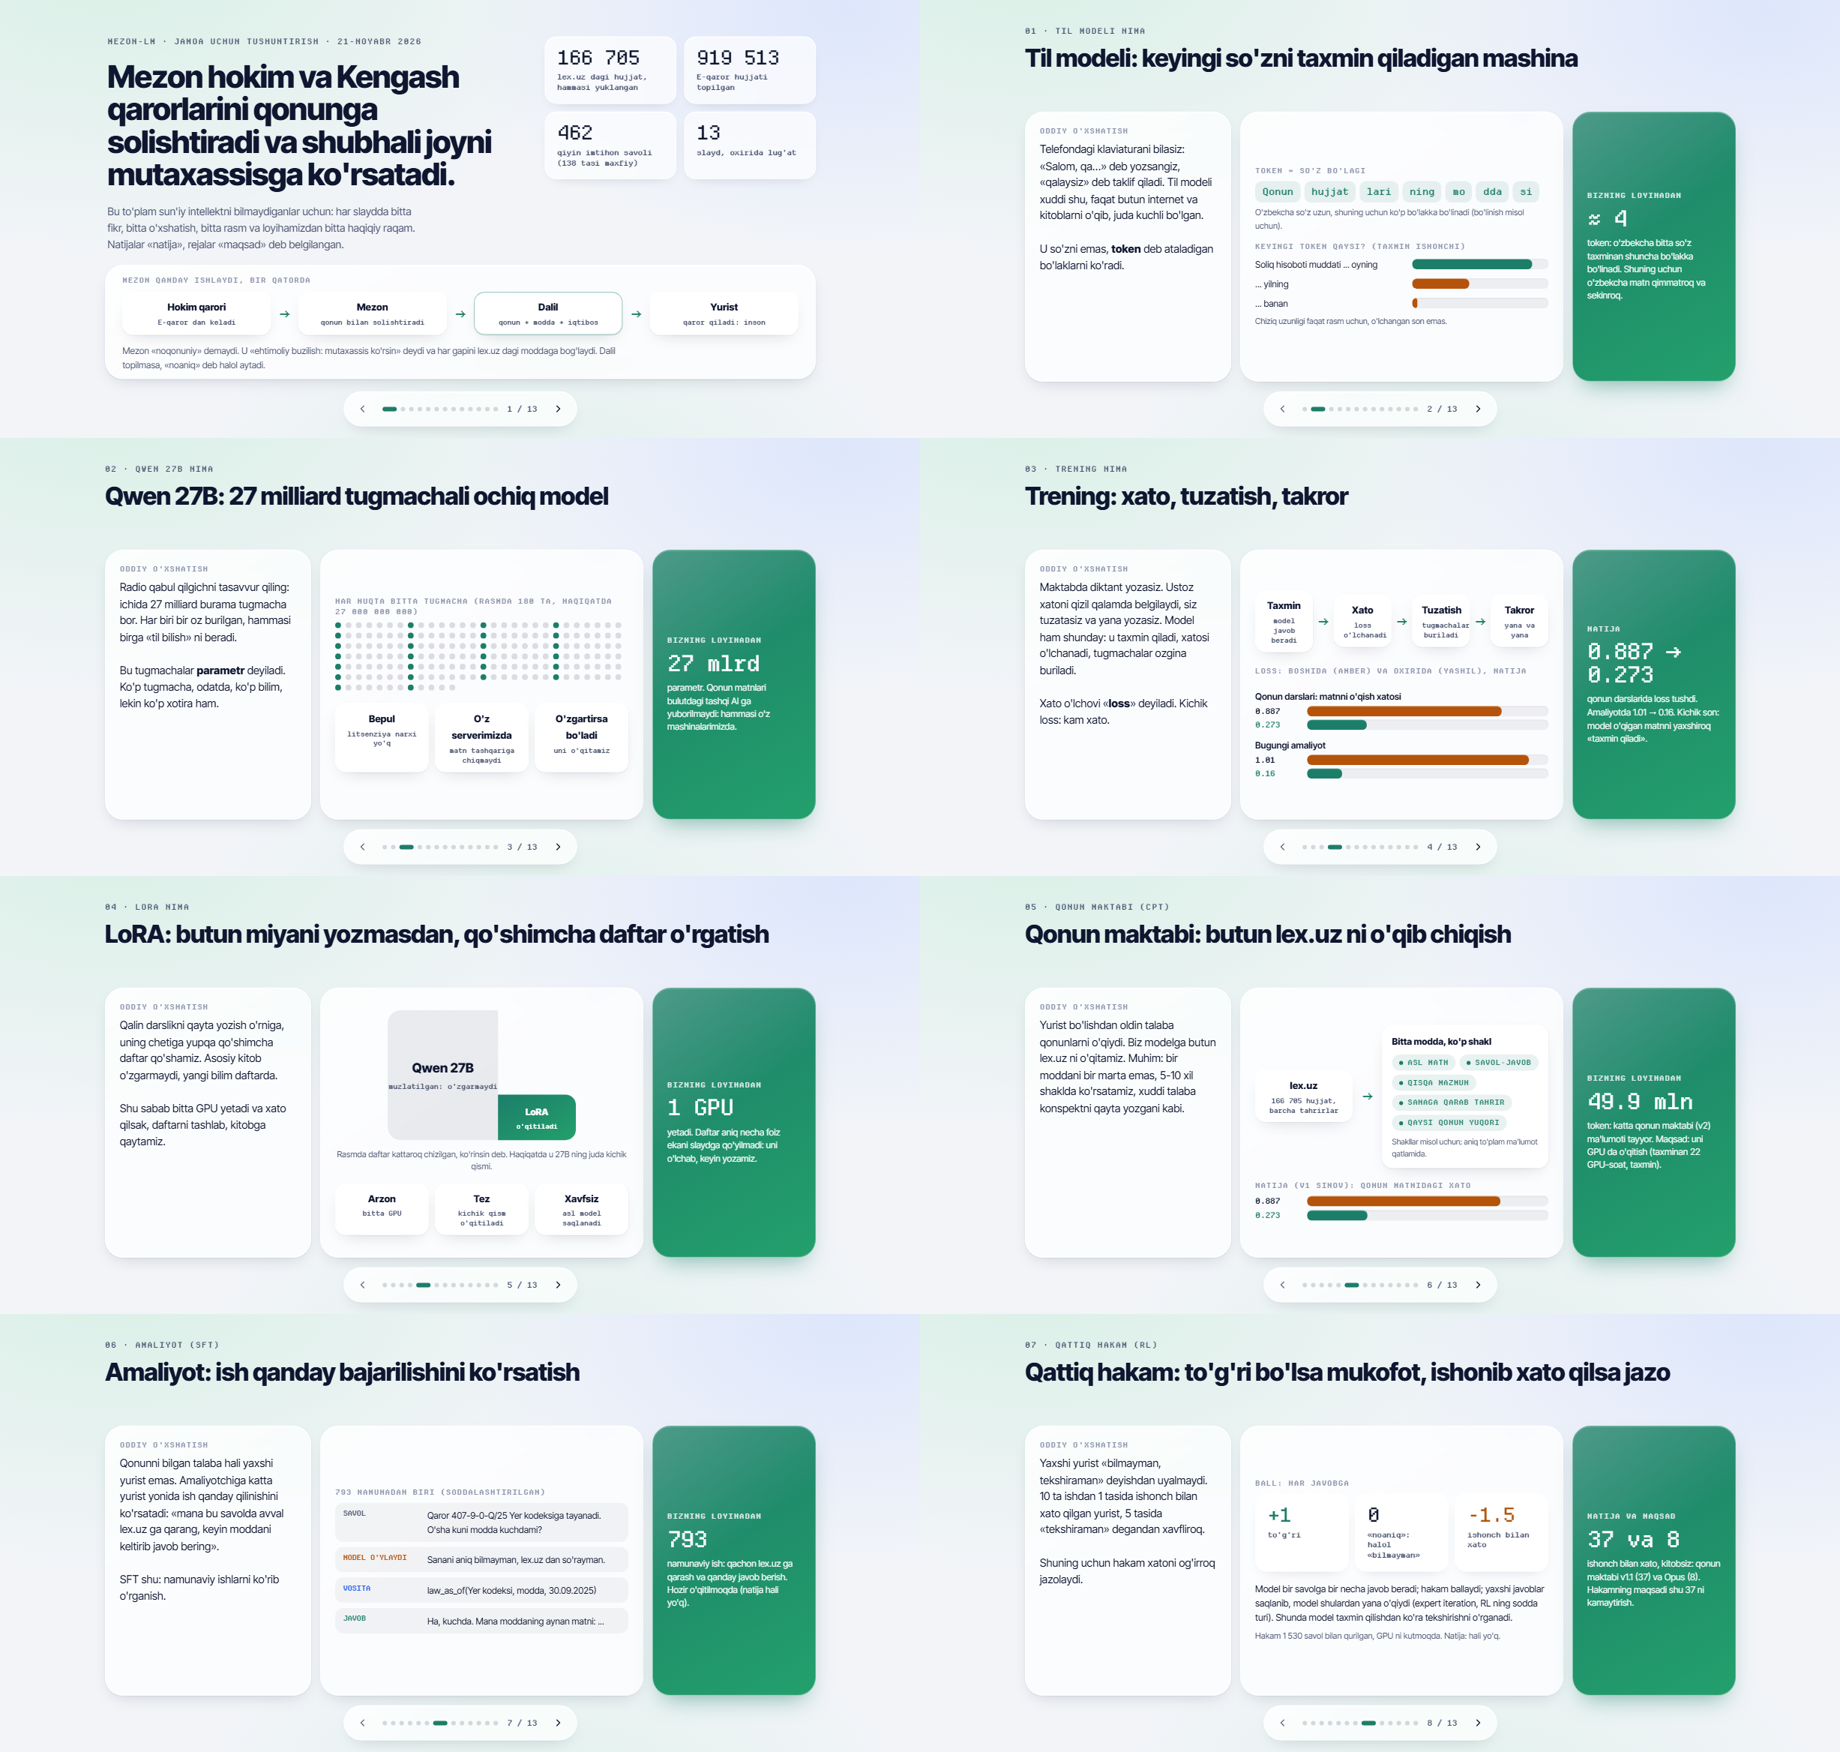 MEZON-LM · JAMOA UCHUN TUSHUNTIRISH · 21-NOYABR 2026
Mezon hokim va Kengash
qarorlarini qonunga
solishtiradi va shubhali joyni
mutaxassisga ko'rsatadi.
Bu to'plam sun'iy intellektni bilmaydiganlar uchun: har slaydda bitta
fikr, bitta o'xshatish, bitta rasm va loyihamizdan bitta haqiqiy raqam.
Natijalar «natija», rejalar «maqsad» deb belgilangan.
166 705
lex.uz dagi hujjat,
hammasi yuklangan
919 513
E-qaror hujjati
topilgan
462
qiyin imtihon savoli
(138 tasi maxfiy)
13
slayd, oxirida lug'at
MEZON QANDAY ISHLAYDI, BIR QATORDA
Hokim qarori
E-qaror dan keladi
→
Mezon
qonun bilan solishtiradi
→
Dalil
qonun + modda + iqtibos
→
Yurist
qaror qiladi: inson
Mezon «noqonuniy» demaydi. U «ehtimoliy buzilish: mutaxassis ko'rsin» deydi va har gapini lex.uz dagi moddaga bog'laydi. Dalil
topilmasa, «noaniq» deb halol aytadi.
1 / 13
01 · TIL MODELI NIMA
Til modeli: keyingi so'zni taxmin qiladigan mashina
ODDIY O'XSHATISH
Telefondagi klaviaturani bilasiz:
«Salom, qa...» deb yozsangiz,
«qalaysiz» deb taklif qiladi. Til modeli
xuddi shu, faqat butun internet va
kitoblarni o'qib, juda kuchli bo'lgan.
U so'zni emas, token deb ataladigan
bo'laklarni ko'radi.
TOKEN = SO'Z BO'LAGI
Qonun hujjat lari ning mo dda si
O'zbekcha so'z uzun, shuning uchun ko'p bo'lakka bo'linadi (bo'linish misol
uchun).
KEYINGI TOKEN QAYSI? (TAXMIN ISHONCHI)
Soliq hisoboti muddati ... oyning
... yilning
... banan
Chiziq uzunligi faqat rasm uchun, o'lchangan son emas.
BIZNING LOYIHADAN
≈ 4
token: o'zbekcha bitta so'z
taxminan shuncha bo'lakka
bo'linadi. Shuning uchun
o'zbekcha matn qimmatroq va
sekinroq.
2 / 13
02 · QWEN 27B NIMA
Qwen 27B: 27 milliard tugmachali ochiq model
ODDIY O'XSHATISH
Radio qabul qilgichni tasavvur qiling:
ichida 27 milliard burama tugmacha
bor. Har biri bir oz burilgan, hammasi
birga «til bilish» ni beradi.
Bu tugmachalar parametr deyiladi.
Ko'p tugmacha, odatda, ko'p bilim,
lekin ko'p xotira ham.
HAR NUQTA BITTA TUGMACHA (RASMDA 180 TA, HAQIQATDA
27 000 000 000)
Bepul
litsenziya narxi
yo'q
O'z
serverimizda
matn tashqariga
chiqmaydi
O'zgartirsa
bo'ladi
uni o'qitamiz
BIZNING LOYIHADAN
27 mlrd
parametr. Qonun matnlari
bulutdagi tashqi AI ga
yuborilmaydi: hammasi o'z
mashinalarimizda.
3 / 13
03 · TRENING NIMA
Trening: xato, tuzatish, takror
ODDIY O'XSHATISH
Maktabda diktant yozasiz. Ustoz
xatoni qizil qalamda belgilaydi, siz
tuzatasiz va yana yozasiz. Model
ham shunday: u taxmin qiladi, xatosi
o'lchanadi, tugmachalar ozgina
buriladi.
Xato o'lchovi «loss» deyiladi. Kichik
loss: kam xato.
Taxmin
model
javob
beradi
→
Xato
loss
o'lchanadi
→
Tuzatish
tugmachalar
buriladi
→
Takror
yana va
yana
LOSS: BOSHIDA (AMBER) VA OXIRIDA (YASHIL), NATIJA
Qonun darslari: matnni o'qish xatosi
0.887
0.273
Bugungi amaliyot
1.01
0.16
NATIJA
0.887 →
0.273
qonun darslarida loss tushdi.
Amaliyotda 1.01 → 0.16. Kichik son:
model o'qigan matnni yaxshiroq
«taxmin qiladi».
4 / 13
04 · LORA NIMA
LoRA: butun miyani yozmasdan, qo'shimcha daftar o'rgatish
ODDIY O'XSHATISH
Qalin darslikni qayta yozish o'rniga,
uning chetiga yupqa qo'shimcha
daftar qo'shamiz. Asosiy kitob
o'zgarmaydi, yangi bilim daftarda.
Shu sabab bitta GPU yetadi va xato
qilsak, daftarni tashlab, kitobga
qaytamiz.
Qwen 27B
muzlatilgan: o'zgarmaydi
LoRA
o'qitiladi
Rasmda daftar kattaroq chizilgan, ko'rinsin deb. Haqiqatda u 27B ning juda kichik
qismi.
Arzon
bitta GPU
Tez
kichik qism
o'qitiladi
Xavfsiz
asl model
saqlanadi
BIZNING LOYIHADAN
1 GPU
yetadi. Daftar aniq necha foiz
ekani slaydga qo'yilmadi: uni
o'lchab, keyin yozamiz.
5 / 13
05 · QONUN MAKTABI (CPT)
Qonun maktabi: butun lex.uz ni o'qib chiqish
ODDIY O'XSHATISH
Yurist bo'lishdan oldin talaba
qonunlarni o'qiydi. Biz modelga butun
lex.uz ni o'qitamiz. Muhim: bir
moddani bir marta emas, 5-10 xil
shaklda ko'rsatamiz, xuddi talaba
konspektni qayta yozgani kabi.
lex.uz
166 705 hujjat,
barcha tahrirlar
→
Bitta modda, ko'p shakl
ASL MATN
SAVOL-JAVOB
QISQA MAZMUN
SANAGA QARAB TAHRIR
QAYSI QONUN YUQORI
Shakllar misol uchun; aniq to'plam ma'lumot
qatlamida.
NATIJA (V1 SINOV): QONUN MATNIDAGI XATO
0.887
0.273
BIZNING LOYIHADAN
49.9 mln
token: katta qonun maktabi (v2)
ma'lumoti tayyor. Maqsad: uni
GPU da o'qitish (taxminan 22
GPU-soat, taxmin).
6 / 13
06 · AMALIYOT (SFT)
Amaliyot: ish qanday bajarilishini ko'rsatish
ODDIY O'XSHATISH
Qonunni bilgan talaba hali yaxshi
yurist emas. Amaliyotchiga katta
yurist yonida ish qanday qilinishini
ko'rsatadi: «mana bu savolda avval
lex.uz ga qarang, keyin moddani
keltirib javob bering».
SFT shu: namunaviy ishlarni ko'rib
o'rganish.
793 NAMUNADAN BIRI (SODDALASHTIRILGAN)
SAVOL
Qaror 407-9-0-Q/25 Yer kodeksiga tayanadi.
O'sha kuni modda kuchdami?
MODEL O'YLAYDI
Sanani aniq bilmayman, lex.uz dan so'rayman.
VOSITA
law_as_of(Yer kodeksi, modda, 30.09.2025)
JAVOB
Ha, kuchda. Mana moddaning aynan matni: ...
BIZNING LOYIHADAN
793
namunaviy ish: qachon lex.uz ga
qarash va qanday javob berish.
Hozir o'qitilmoqda (natija hali
yo'q).
7 / 13
07 · QATTIQ HAKAM (RL)
Qattiq hakam: to'g'ri bo'lsa mukofot, ishonib xato qilsa jazo
ODDIY O'XSHATISH
Yaxshi yurist «bilmayman,
tekshiraman» deyishdan uyalmaydi.
10 ta ishdan 1 tasida ishonch bilan
xato qilgan yurist, 5 tasida
«tekshiraman» degandan xavfliroq.
Shuning uchun hakam xatoni og'irroq
jazolaydi.
BALL: HAR JAVOBGA
+1
to'g'ri
0
«noaniq»:
halol
«bilmayman»
-1.5
ishonch bilan
xato
Model bir savolga bir necha javob beradi; hakam ballaydi; yaxshi javoblar
saqlanib, model shulardan yana o'qiydi (expert iteration, RL ning sodda
turi). Shunda model taxmin qilishdan ko'ra tekshirishni o'rganadi.
Hakam 1 530 savol bilan qurilgan, GPU ni kutmoqda. Natija: hali yo'q.
NATIJA VA MAQSAD
37 va 8
ishonch bilan xato, kitobsiz: qonun
maktabi v1.1 (37) va Opus (8).
Hakamning maqsadi shu 37 ni
kamaytirish.
8 / 13